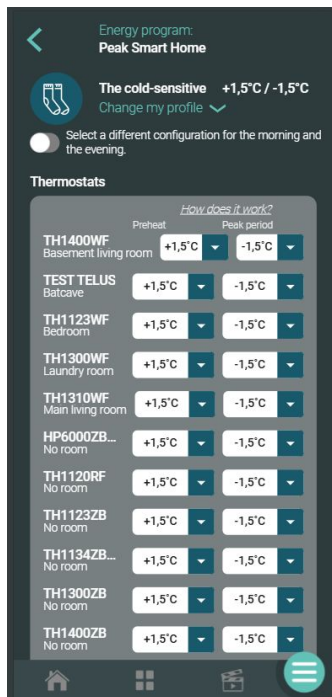 Energy program:
Peak Smart Home
The cold-sensitive +1,5°C / -1,5°C
Change my profile
Select a different configuration for the morning and
the evening.
Thermostats
How does it work?
Preheat Peak period
TH1400WF
Basement living room +1,5°C -1,5°C
TEST TELUS
Batcave +1,5°C -1,5°C
TH1123WF
Bedroom +1,5°C -1,5°C
TH1300WF
Laundry room +1,5°C -1,5°C
TH1310WF
Main living room +1,5°C -1,5°C
HP6000ZB...
No room +1,5°C -1,5°C
TH1120RF
No room +1,5°C -1,5°C
TH1123ZB
No room +1,5°C -1,5°C
TH1134ZB...
No room +1,5°C -1,5°C
TH1300ZB
No room +1,5°C -1,5°C
TH1400ZB
No room +1,5°C -1,5°C